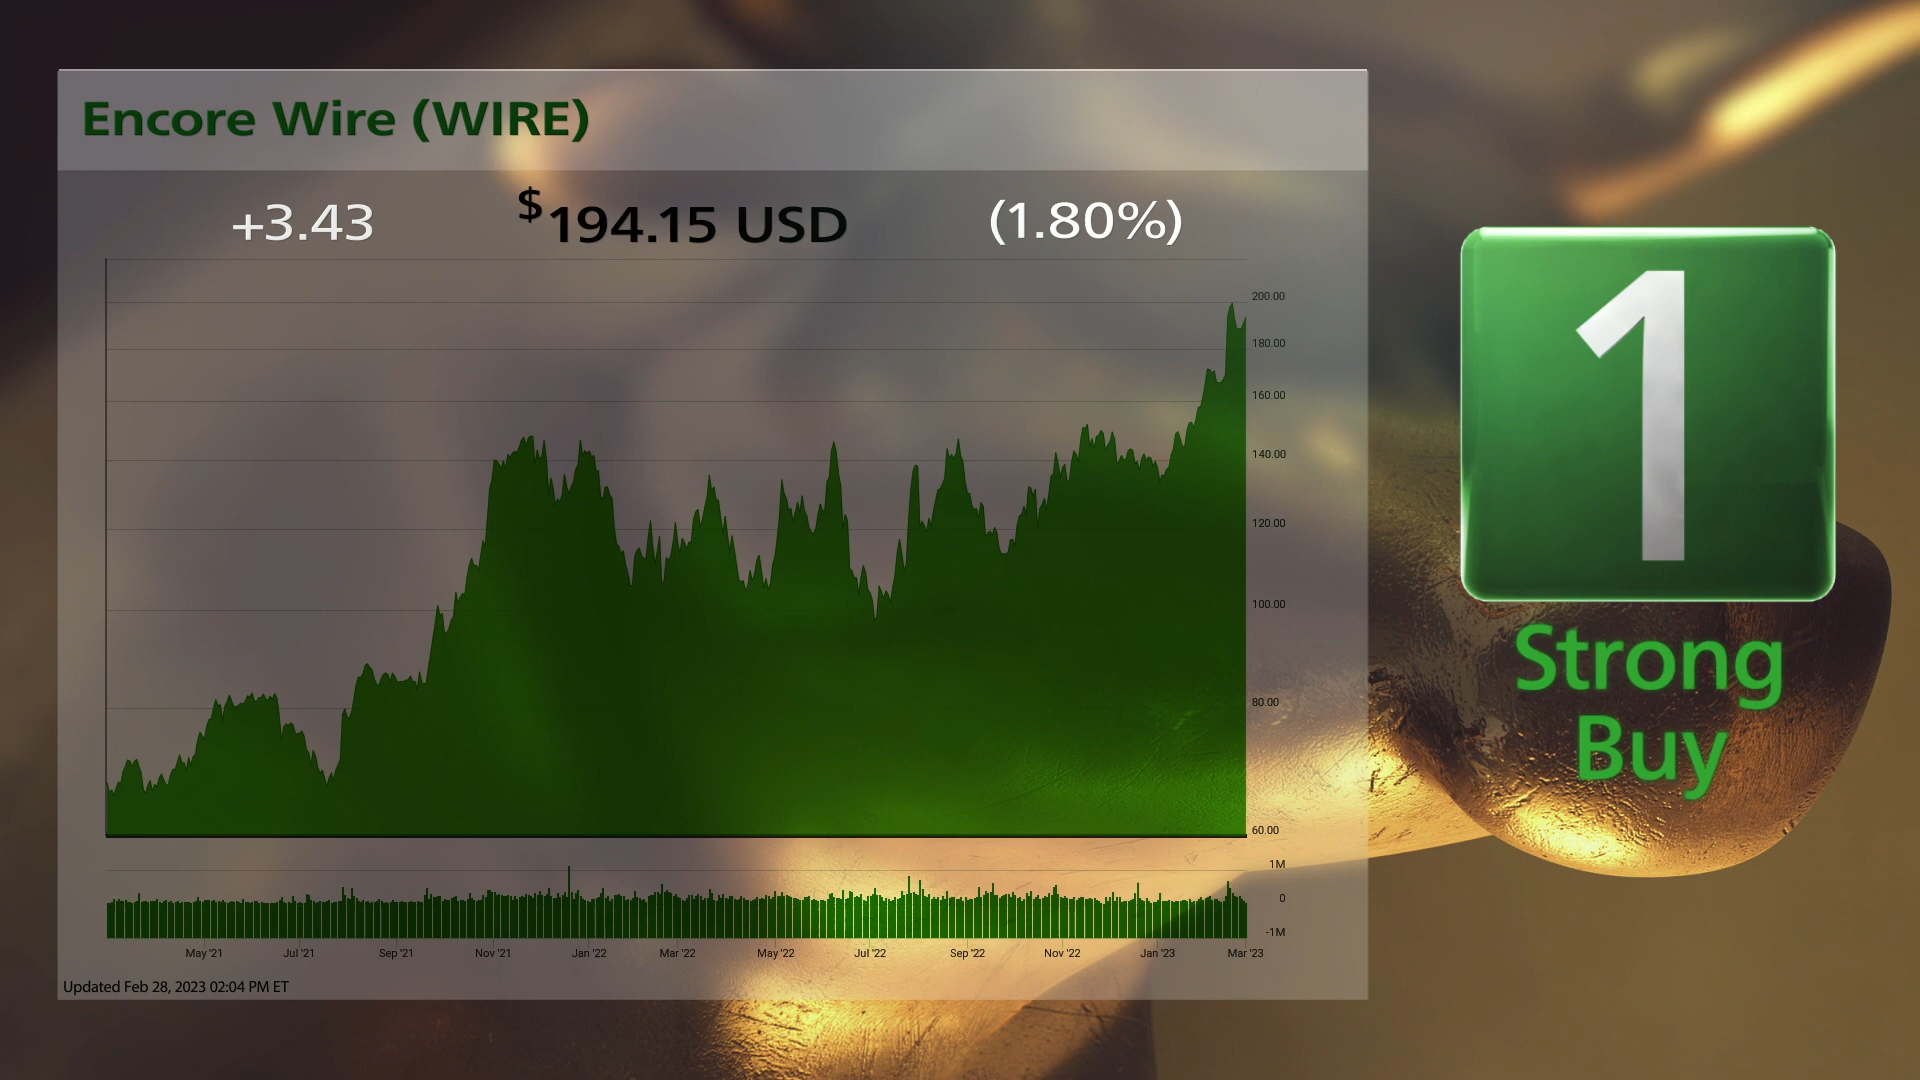 Encore Wire (WIRE)
+3.43 $194.15 USD (1.80%)
200.00
180.00
160.00
140.00
120.00
100.00
80.00
60.00
1M
0
-1M
May '21 Jul '21 Sep '21 Nov '21 Jan '22 Mar '22 May '22 Jul '22 Sep '22 Nov '22 Jan '23 Mar '23
Updated Feb 28, 2023 02:04 PM ET
1
Strong
Buy